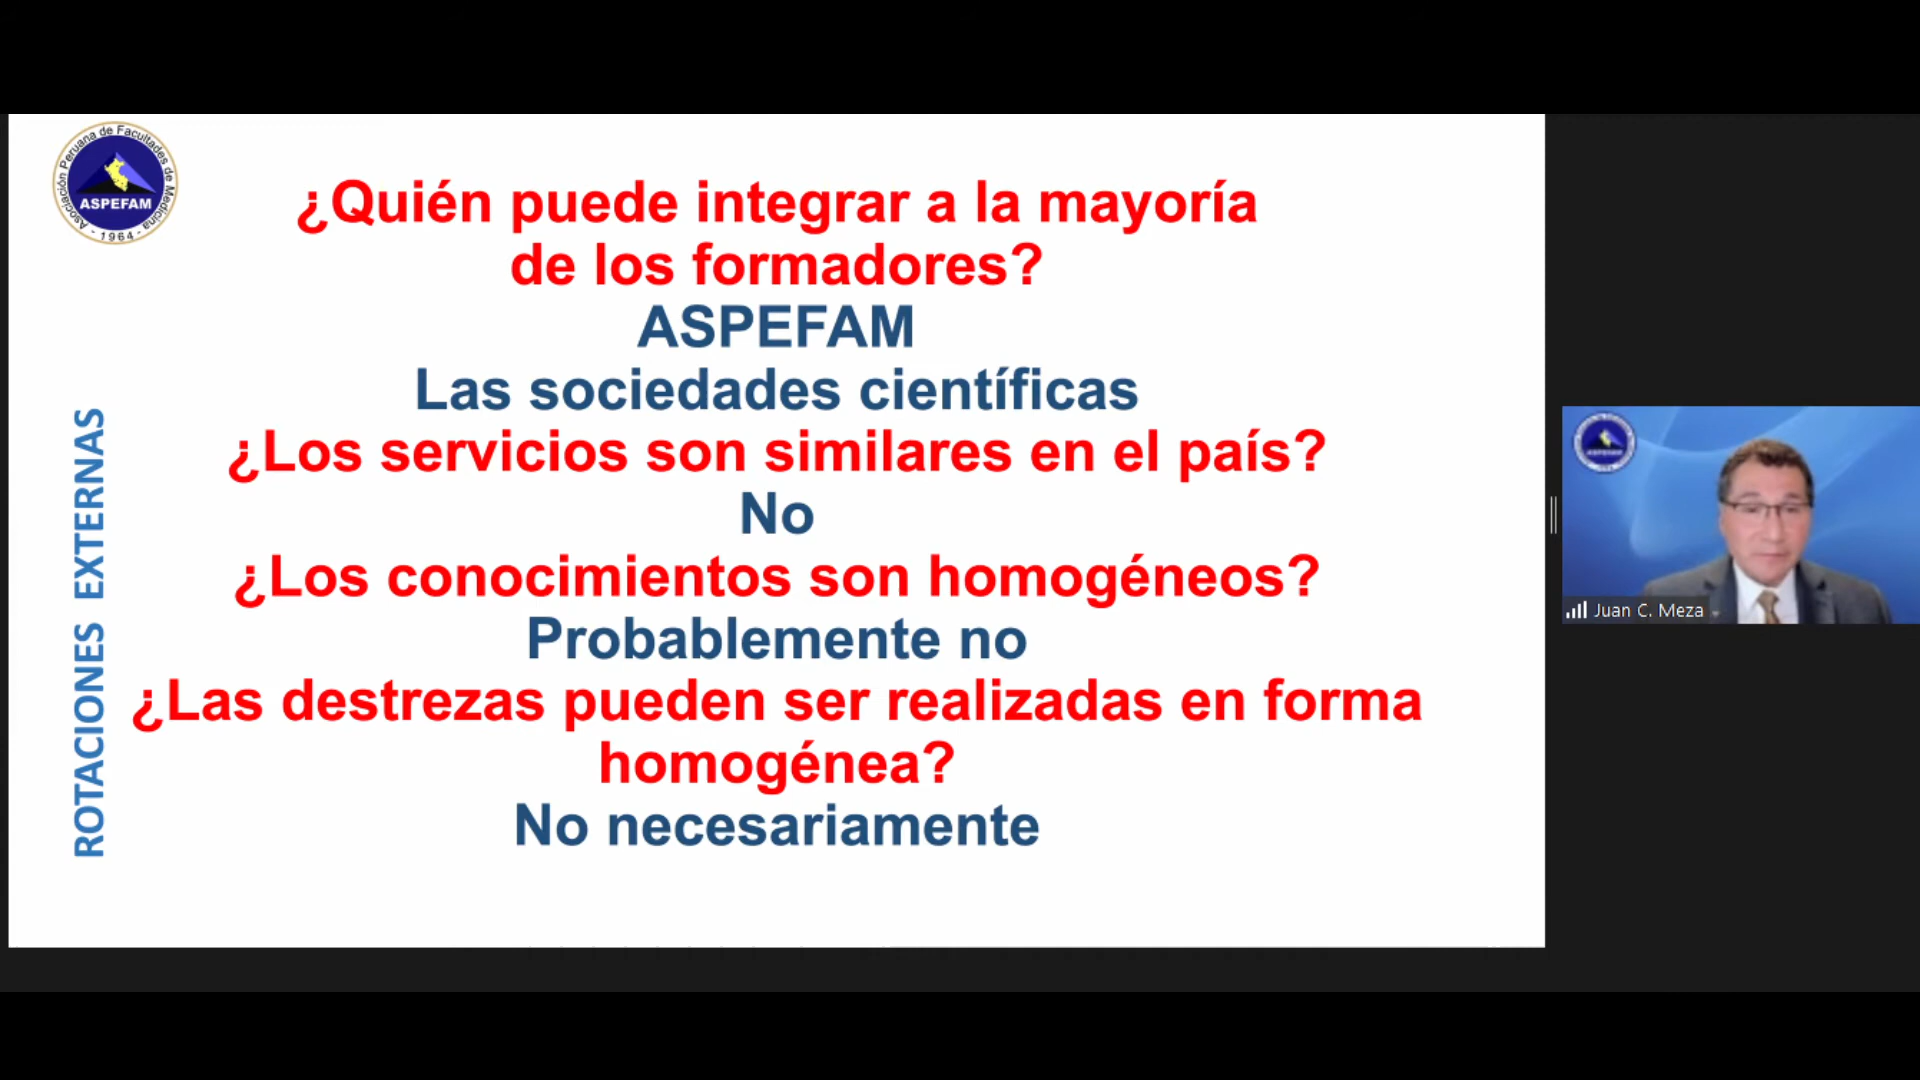 Asociación Peruana de Facultades de Medicina
ASPEFAM
- 1964 -
¿Quién puede integrar a la mayoría
de los formadores?
ASPEFAM
Las sociedades científicas
¿Los servicios son similares en el país?
No
¿Los conocimientos son homogéneos?
Probablemente no
¿Las destrezas pueden ser realizadas en forma
homogénea?
No necesariamente
ROTACIONES EXTERNAS
ASPEFAM
Juan C. Meza